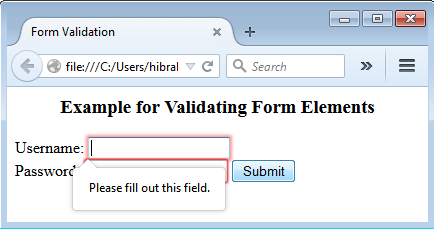 Form Validation
file:///C:/Users/hibral
Search
Example for Validating Form Elements
Username:
Password
Submit
Please fill out this field.